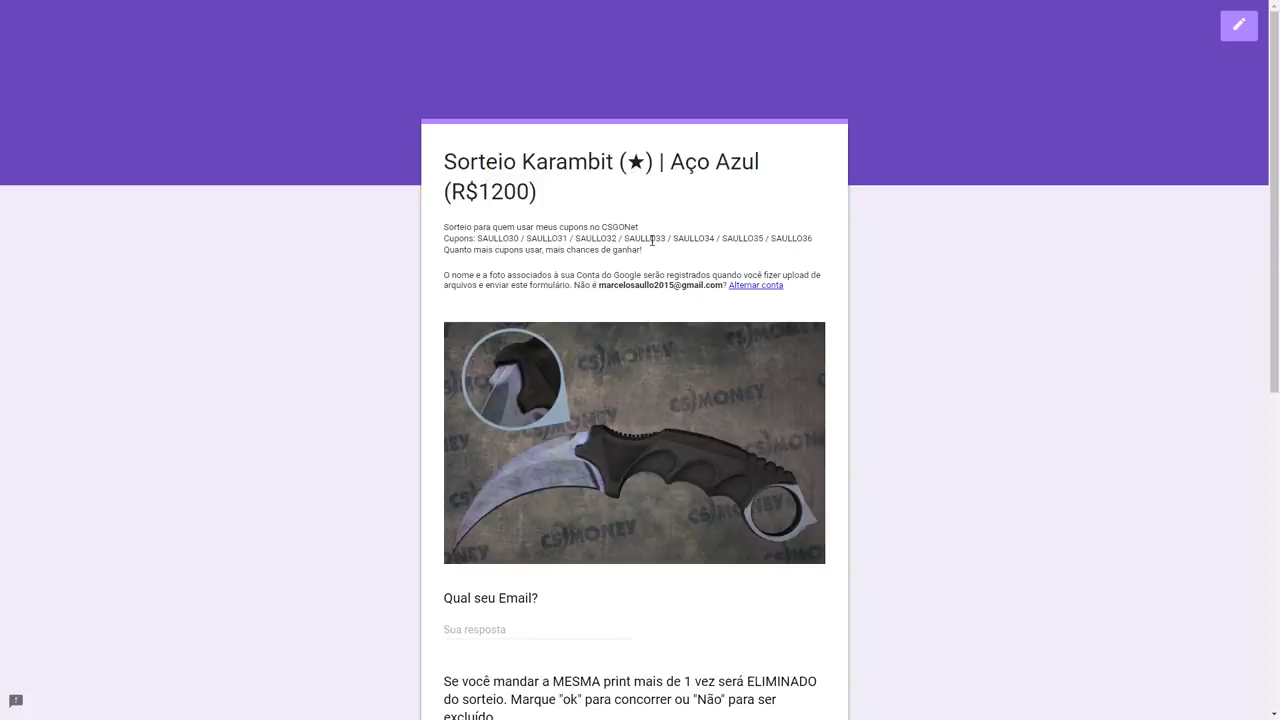 Sorteio Karambit (★) | Aço Azul
(R$1200)
Sorteio para quem usar meus cupons no CSGONet
Cupons: SAULLO30 / SAULLO31 / SAULLO32 / SAULLO33 / SAULLO34 / SAULLO35 / SAULLO36
Quanto mais cupons usar, mais chances de ganhar!
O nome e a foto associados à sua Conta do Google serão registrados quando você fizer upload de
arquivos e enviar este formulário. Não é marcelosaullo2015@gmail.com? Alternar conta
CS)MONEY
CS)MONEY
CS)MONEY
CS)MONEY
Qual seu Email?
Sua resposta
Se você mandar a MESMA print mais de 1 vez será ELIMINADO
do sorteio. Marque "ok" para concorrer ou "Não" para ser
excluído